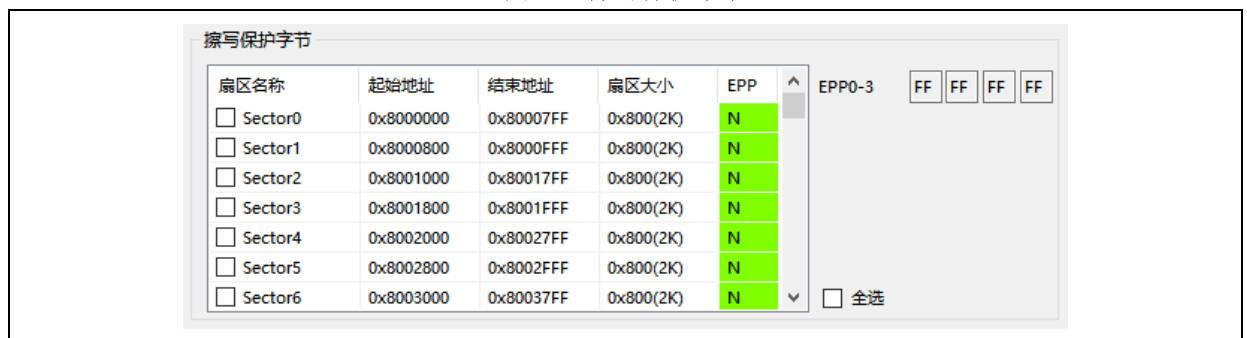 擦写保护字节
扇区名称 起始地址 结束地址 扇区大小 EPP EPP0-3 FF FF FF FF
Sector0 0x8000000 0x80007FF 0x800(2K) N
Sector1 0x8000800 0x8000FFF 0x800(2K) N
Sector2 0x8001000 0x80017FF 0x800(2K) N
Sector3 0x8001800 0x8001FFF 0x800(2K) N
Sector4 0x8002000 0x80027FF 0x800(2K) N
Sector5 0x8002800 0x8002FFF 0x800(2K) N
Sector6 0x8003000 0x80037FF 0x800(2K) N 全选